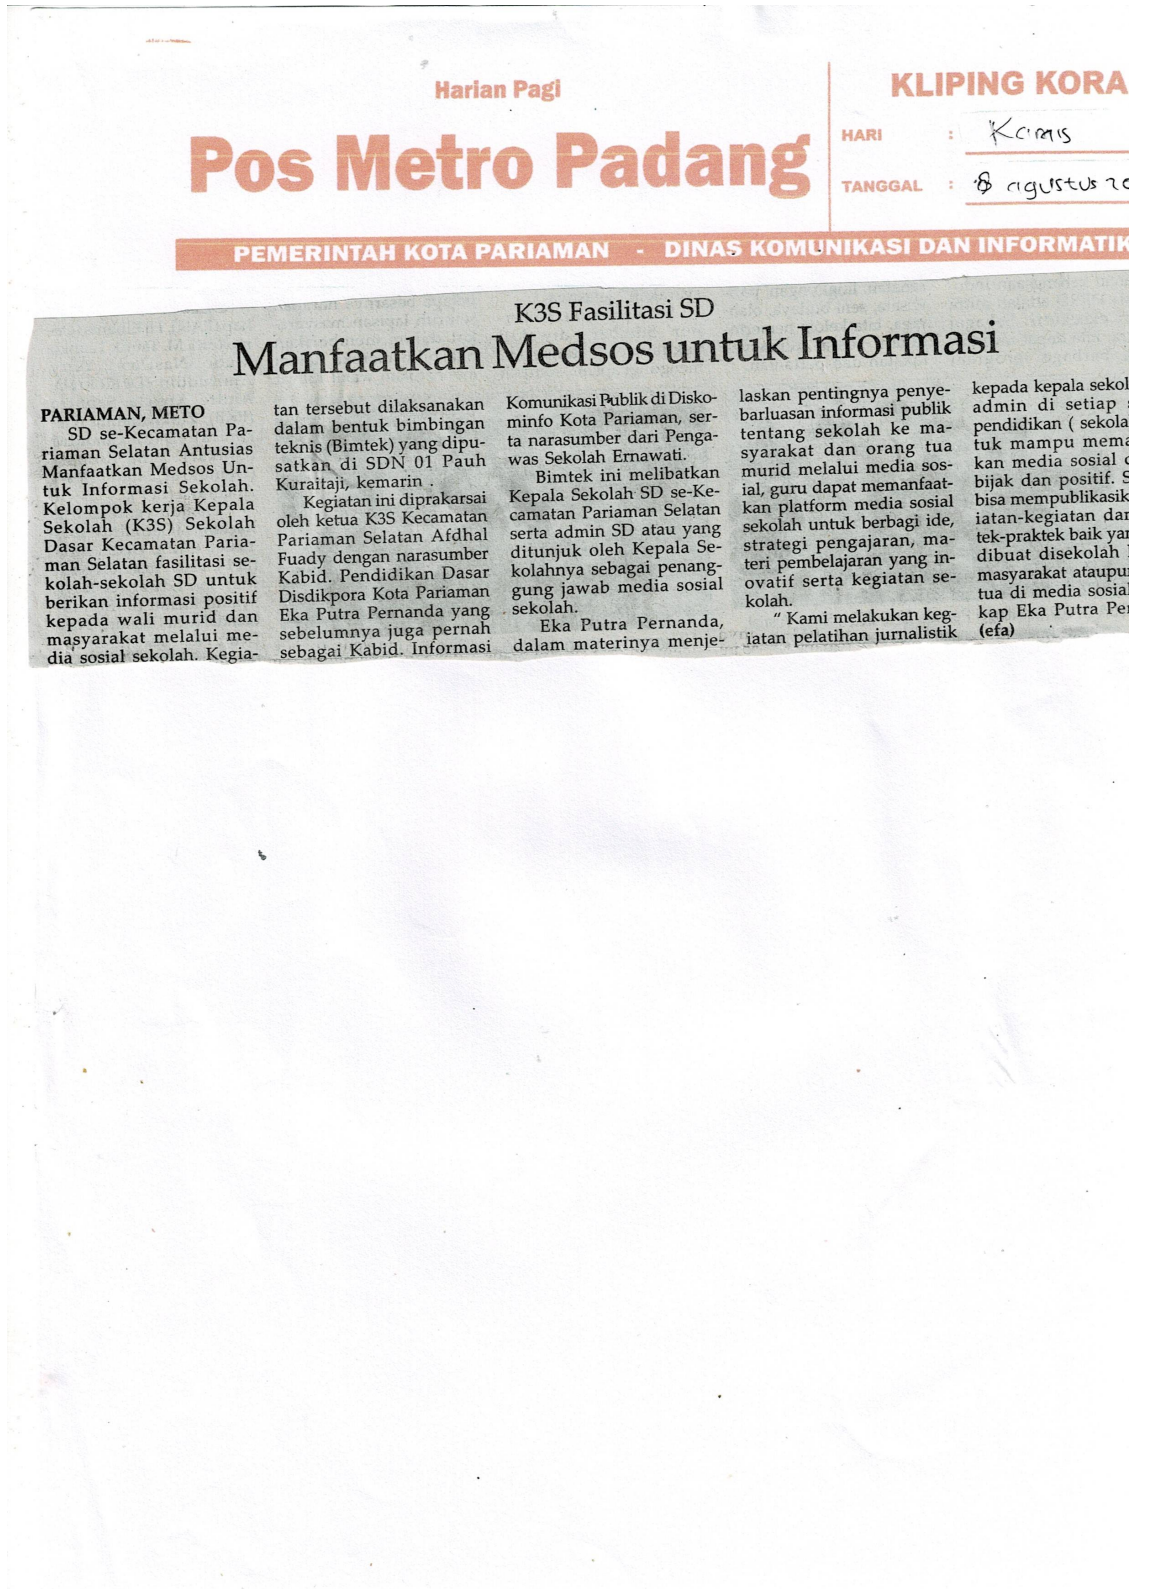 Harian Pagi
Pos Metro Padang
KLIPING KORA
HARI : Kamis
TANGGAL : 8 agustus 20
PEMERINTAH KOTA PARIAMAN - DINAS KOMUNIKASI DAN INFORMATIK
K3S Fasilitasi SD
Manfaatkan Medsos untuk Informasi
PARIAMAN, METO
SD se-Kecamatan Pa-
riaman Selatan Antusias
Manfaatkan Medsos Un-
tuk Informasi Sekolah.
Kelompok kerja Kepala
Sekolah (K3S) Sekolah
Dasar Kecamatan Paria-
man Selatan fasilitasi se-
kolah-sekolah SD untuk
berikan informasi positif
kepada wali murid dan
masyarakat melalui me-
dia sosial sekolah. Kegia-
tan tersebut dilaksanakan
dalam bentuk bimbingan
teknis (Bimtek) yang dipu-
satkan di SDN 01 Pauh
Kuraitaji, kemarin .
Kegiatan ini diprakarsai
oleh ketua K3S Kecamatan
Pariaman Selatan Afdhal
Fuady dengan narasumber
Kabid. Pendidikan Dasar
Disdikpora Kota Pariaman
Eka Putra Pernanda yang
sebelumnya juga pernah
sebagai Kabid. Informasi
Komunikasi Publik di Disko-
minfo Kota Pariaman, ser-
ta narasumber dari Penga-
was Sekolah Ernawati.
Bimtek ini melibatkan
Kepala Sekolah SD se-Ke-
camatan Pariaman Selatan
serta admin SD atau yang
ditunjuk oleh Kepala Se-
kolahnya sebagai penang-
gung jawab media sosial
sekolah.
Eka Putra Pernanda,
dalam materinya menje-
laskan pentingnya penye-
barluasan informasi publik
tentang sekolah ke ma-
syarakat dan orang tua
murid melalui media sos-
ial, guru dapat memanfaat-
kan platform media sosial
sekolah untuk berbagi ide,
strategi pengajaran, ma-
teri pembelajaran yang in-
ovatif serta kegiatan se-
kolah.
" Kami melakukan keg-
iatan pelatihan jurnalistik
kepada kepala sekol
admin di setiap
pendidikan ( sekola
tuk mampu mema
kan media sosial
bijak dan positif. S
bisa mempublikasik
iatan-kegiatan dan
tek-praktek baik yan
dibuat disekolah
masyarakat ataupu
tua di media sosial
kap Eka Putra Per
(efa)